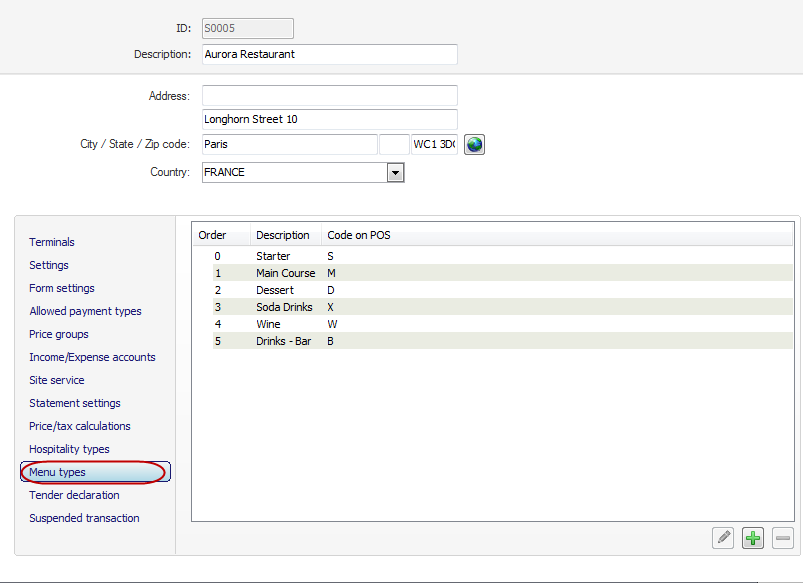 ID: S0005
Description: Aurora Restaurant
Address:
Longhorn Street 10
City / State / Zip code: Paris WC1 3D
Country: FRANCE
Terminals
Settings
Form settings
Allowed payment types
Price groups
Income/Expense accounts
Site service
Statement settings
Price/tax calculations
Hospitality types
Menu types
Tender declaration
Suspended transaction
Order Description Code on POS
0 Starter S
1 Main Course M
2 Dessert D
3 Soda Drinks X
4 Wine W
5 Drinks - Bar B